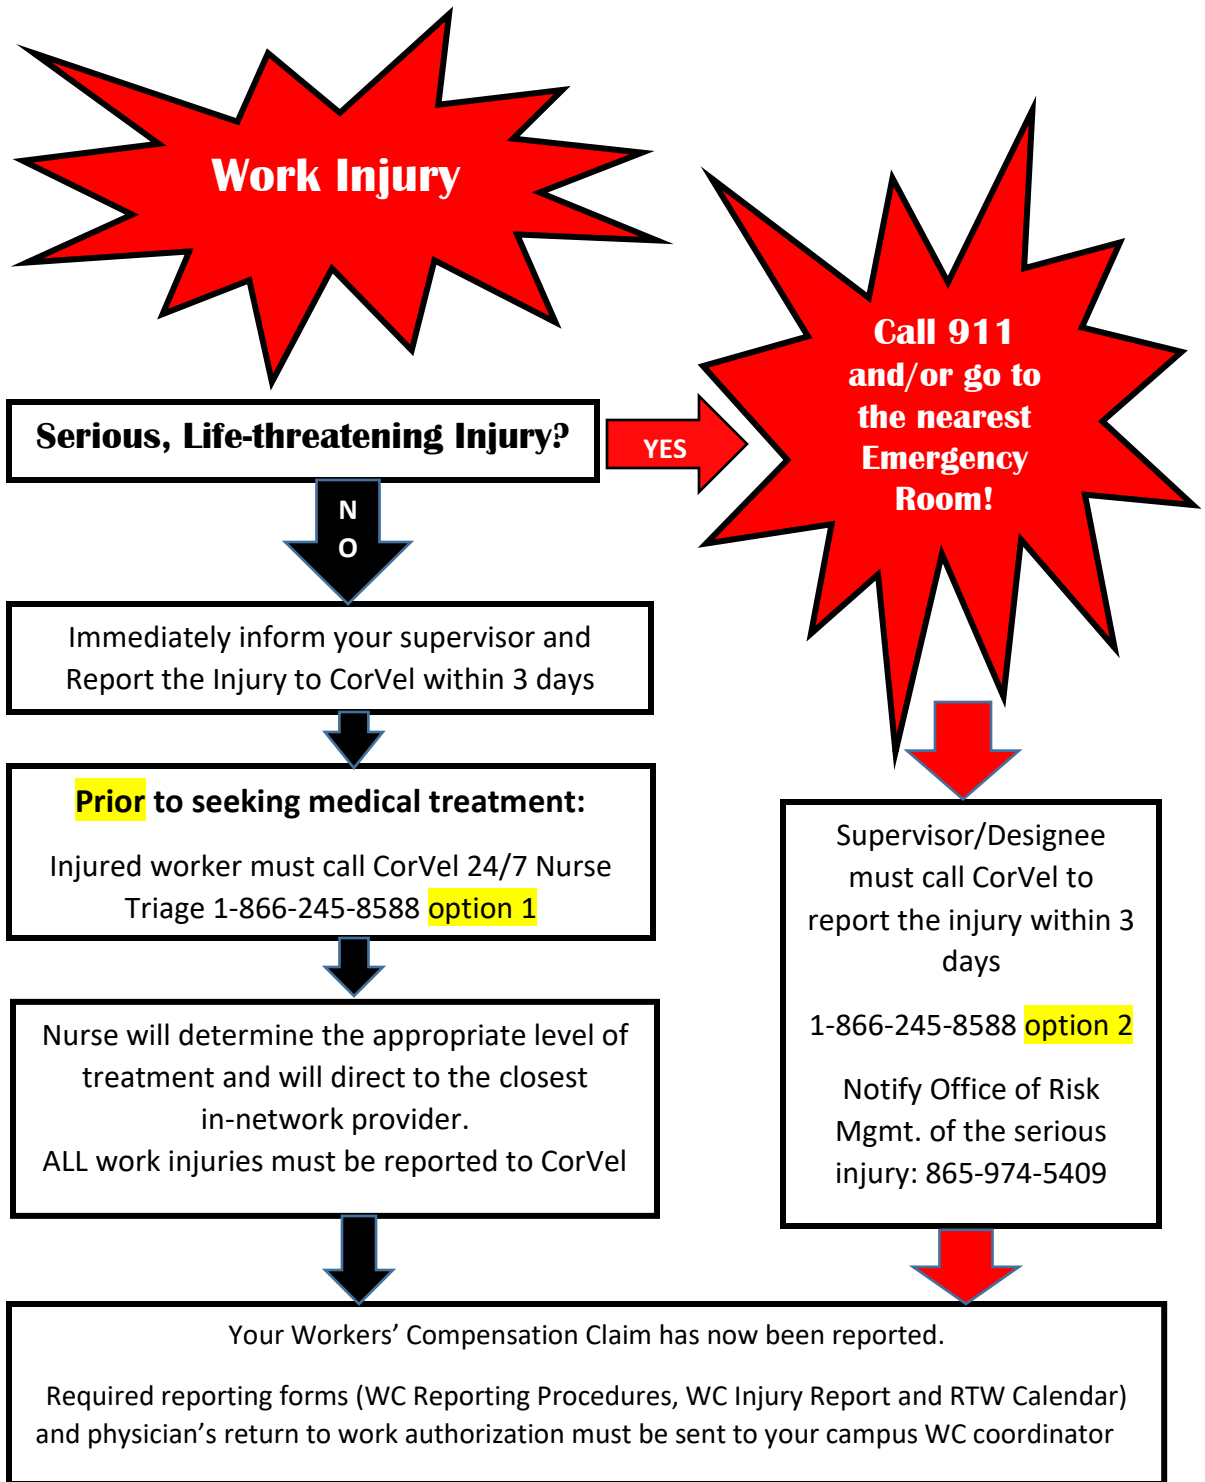 Work Injury
Serious, Life-threatening Injury?
YES
Call 911
and/or go to
the nearest
Emergency
Room!
N
O
Immediately inform your supervisor and
Report the Injury to CorVel within 3 days
Prior to seeking medical treatment:
Injured worker must call CorVel 24/7 Nurse
Triage 1-866-245-8588 option 1
Nurse will determine the appropriate level of
treatment and will direct to the closest
in-network provider.
ALL work injuries must be reported to CorVel
Supervisor/Designee
must call CorVel to
report the injury within 3
days
1-866-245-8588 option 2
Notify Office of Risk
Mgmt. of the serious
injury: 865-974-5409
Your Workers’ Compensation Claim has now been reported.
Required reporting forms (WC Reporting Procedures, WC Injury Report and RTW Calendar)
and physician’s return to work authorization must be sent to your campus WC coordinator